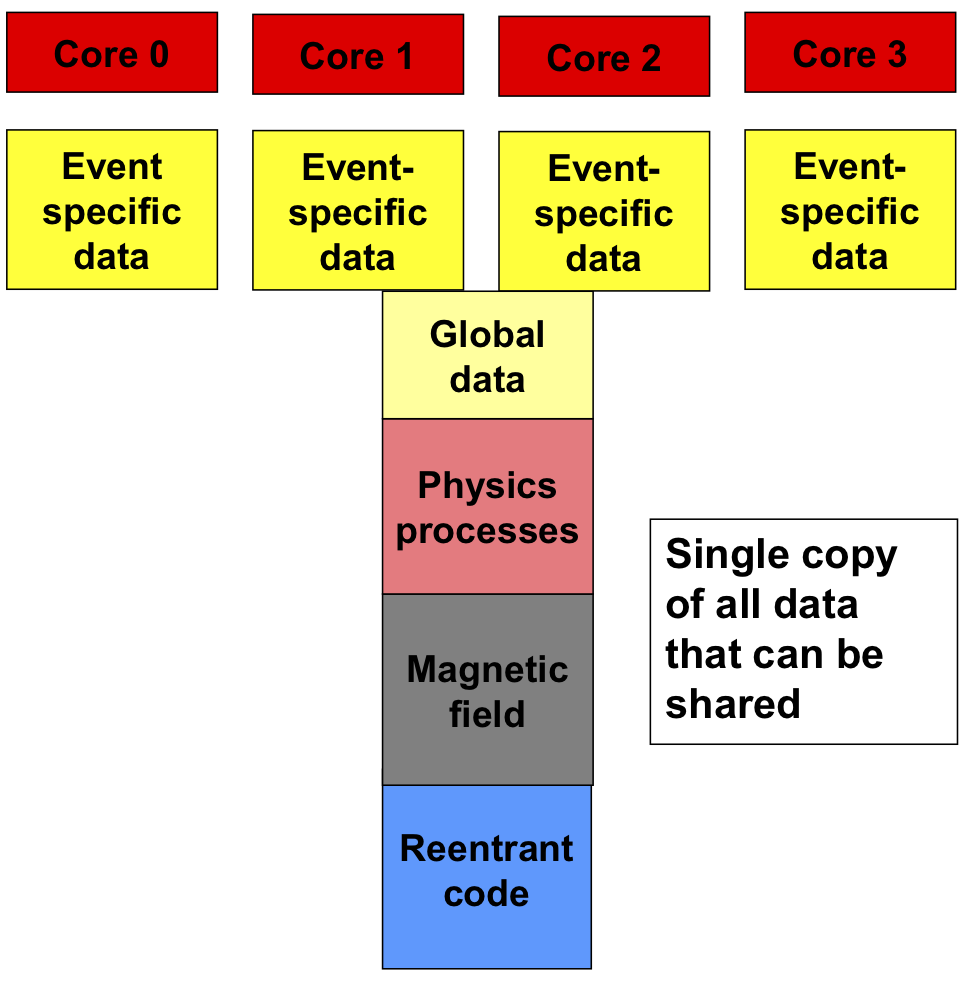 Core 0
Core 1
Core 2
Core 3
Event
specific
data
Event-
specific
data
Event-
specific
data
Event-
specific
data
Global
data
Physics
processes
Magnetic
field
Reentrant
code
Single copy
of all data
that can be
shared